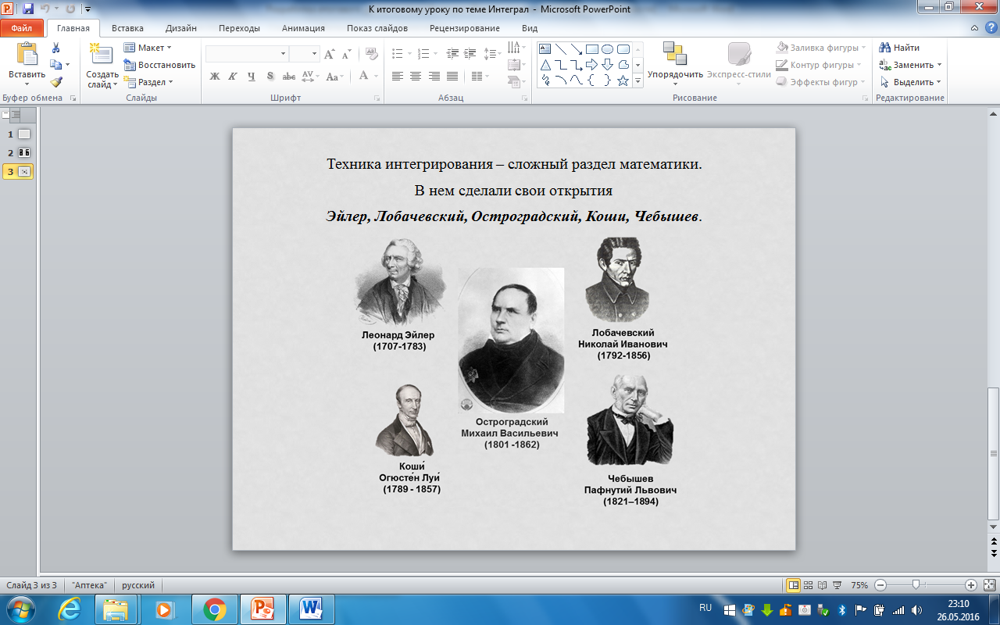 К итоговому уроку по теме Интеграл - Microsoft PowerPoint
Файл Главная Вставка Дизайн Переходы Анимация Показ слайдов Рецензирование Вид
Вставить
Буфер обмена
Создать слайд
Макет
Восстановить
Раздел
Слайды
Ж К Ч S abc AV Aa A
Шрифт
Абзац
Упорядочить
Экспресс-стили
Заливка фигуры
Контур фигуры
Эффекты фигур
Рисование
Найти
Заменить
Выделить
Редактирование
1
2
3
Техника интегрирования – сложный раздел математики.
В нем сделали свои открытия
Эйлер, Лобачевский, Остроградский, Коши, Чебышев.
Леонард Эйлер
(1707-1783)
Лобачевский
Николай Иванович
(1792-1856)
Остроградский
Михаил Васильевич
(1801 -1862)
Коши́
Огюсте́н Луи́
(1789 - 1857)
Чебышев
Пафнутий Львович
(1821–1894)
Слайд 3 из 3 "Аптека" русский 75%
RU 23:10
26.05.2016